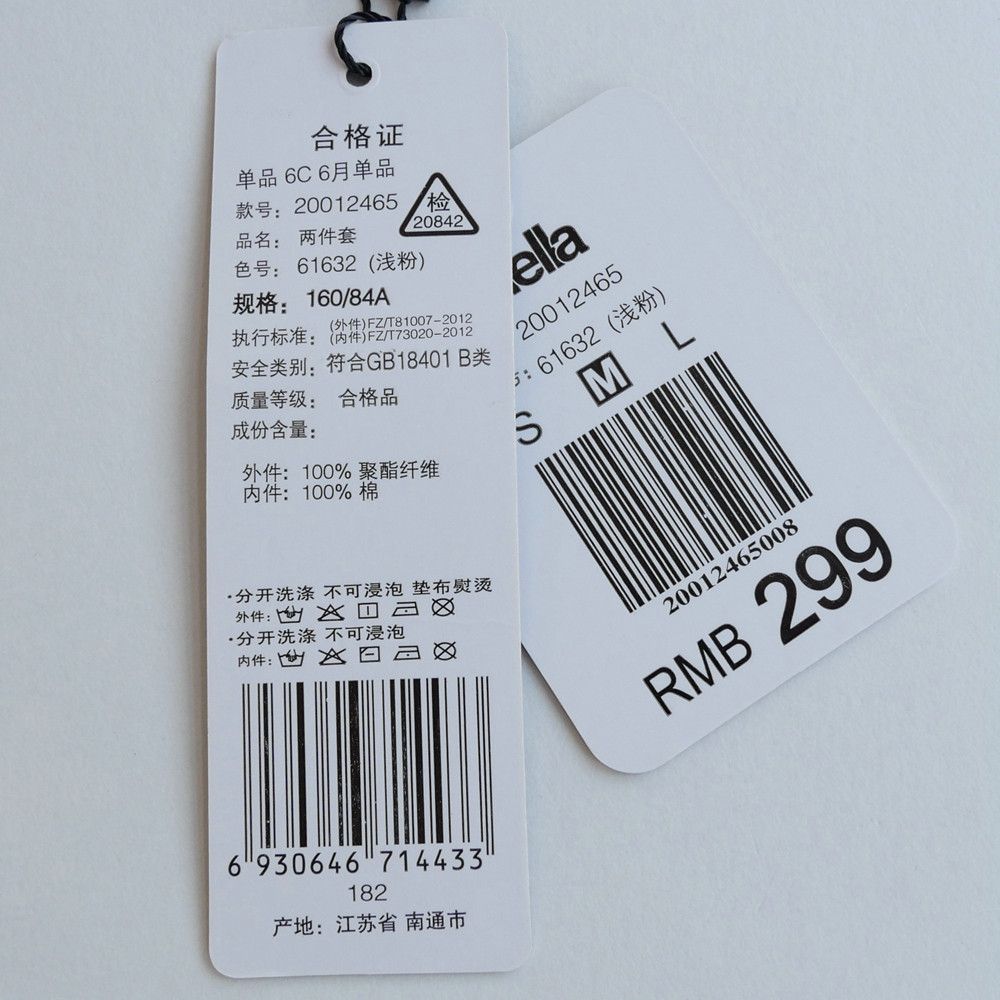 合格证
单品 6C 6月单品
款号: 20012465
检
20842
品名: 两件套
色号: 61632 (浅粉)
规格: 160/84A
执行标准: (外件)FZ/T81007-2012
(内件)FZ/T73020-2012
安全类别: 符合GB18401 B类
质量等级: 合格品
成份含量:
外件: 100% 聚酯纤维
内件: 100% 棉
·分开洗涤 不可浸泡 垫布熨烫
外件:
·分开洗涤 不可浸泡
内件:
6 930646 714433
182
产地: 江苏省 南通市
ella
20012465
: 61632 (浅粉)
S M L
20012465008
RMB 299